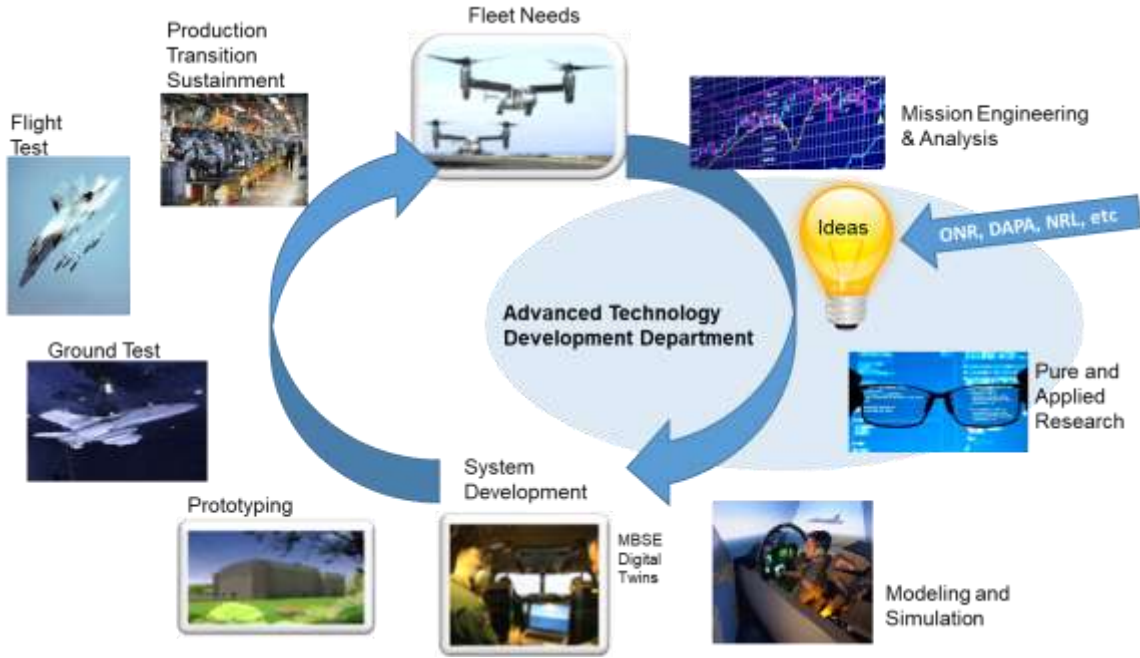 Fleet Needs
Production
Transition
Sustainment
Flight
Test
Mission Engineering
& Analysis
Ideas
ONR, DAPA, NRL, etc
Advanced Technology
Development Department
Ground Test
Pure and
Applied
Research
System
Development
Prototyping
MBSE
Digital
Twins
Modeling and
Simulation